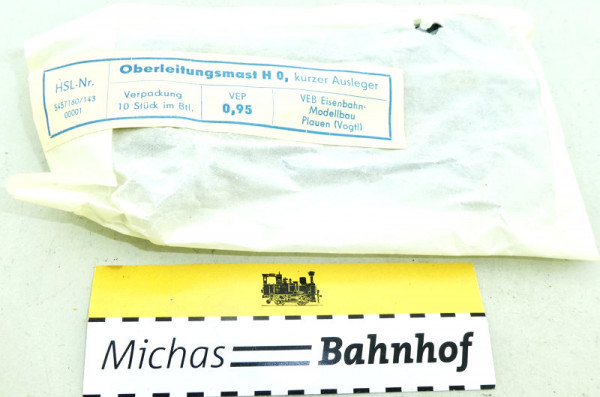 HSL-Nr.
5457160/143
00001
Oberleitungsmast H 0, kurzer Ausleger
Verpackung
10 Stück im Btl.
VEP
0,95
VEB Eisenbahn-
Modellbau
Plauen (Vogtl)
Michas Bahnhof